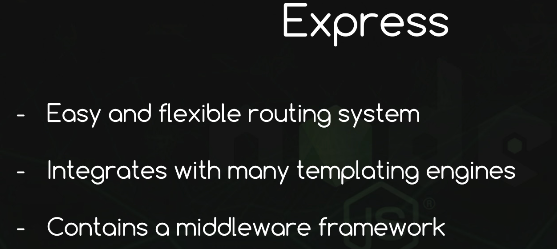 Express
- Easy and flexible routing system
- Integrates with many templating engines
- Contains a middleware framework